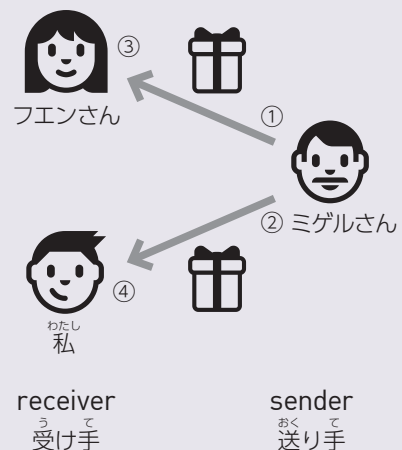 ③
フエンさん
①
② ミゲルさん
④
わたし
私
receiver
sender
う て
受け手
おく て
送り手